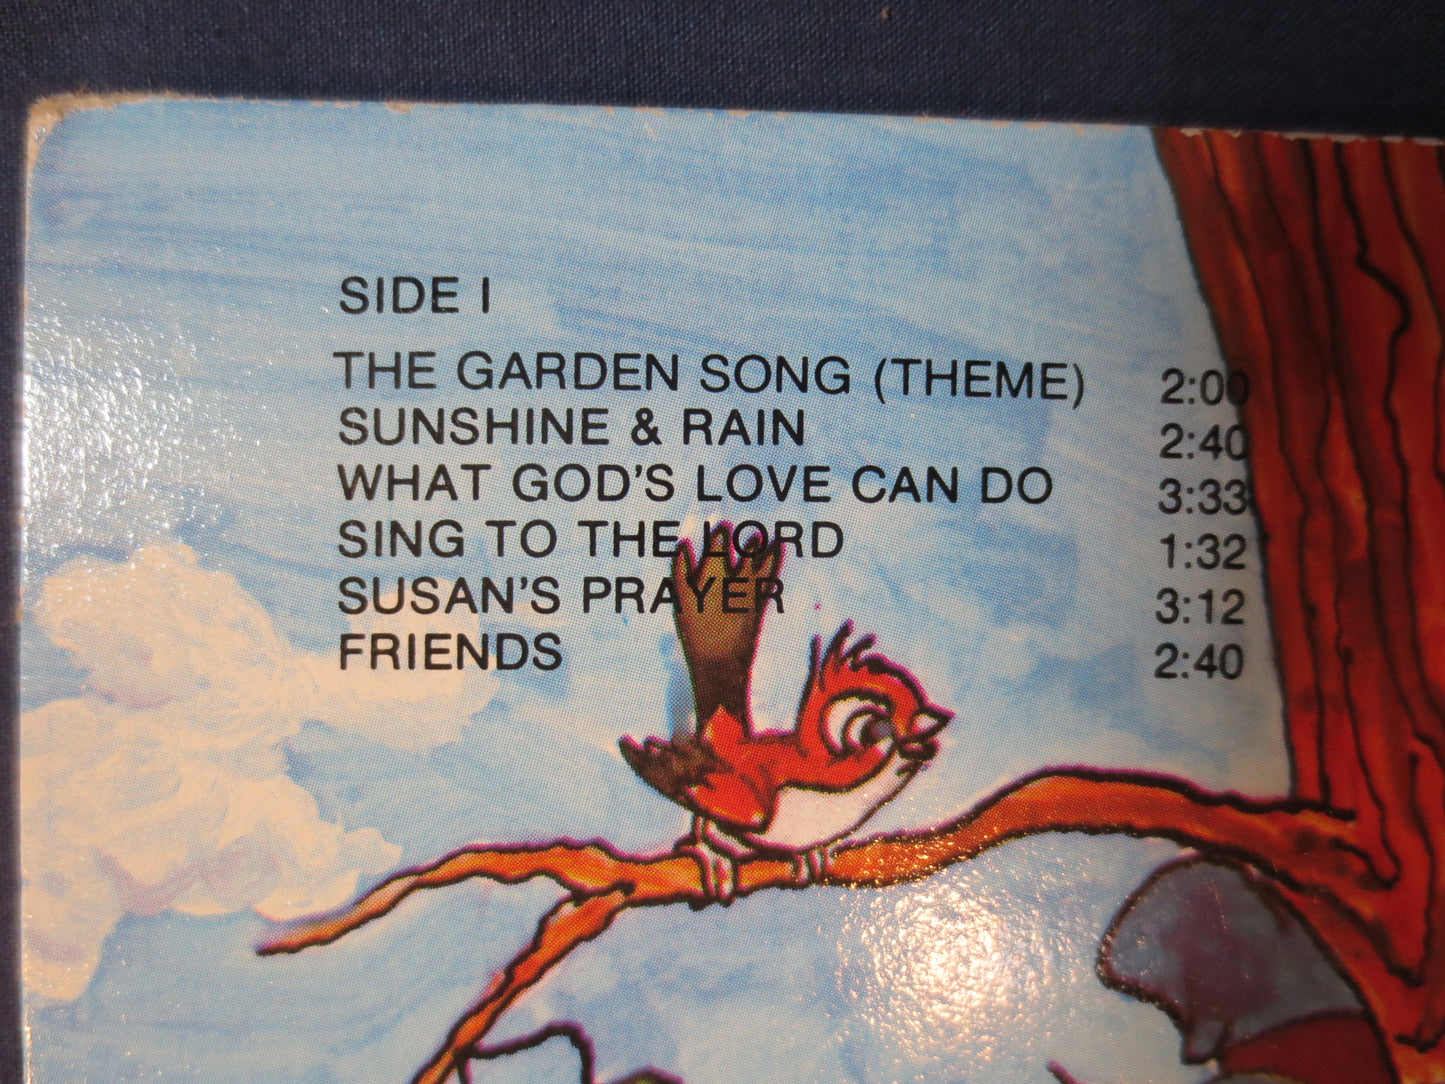 SIDE I
THE GARDEN SONG (THEME) 2:00
SUNSHINE & RAIN 2:40
WHAT GOD'S LOVE CAN DO 3:33
SING TO THE LORD 1:32
SUSAN'S PRAYER 3:12
FRIENDS 2:40